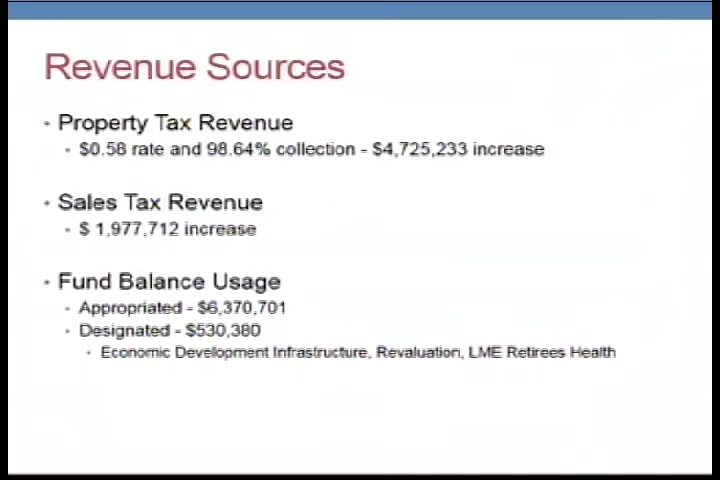 Revenue Sources
• Property Tax Revenue
• $0.58 rate and 98.64% collection - $4,725,233 increase
• Sales Tax Revenue
• $ 1,977,712 increase
• Fund Balance Usage
• Appropriated - $6,370,701
• Designated - $530,380
• Economic Development Infrastructure, Revaluation, LME Retirees Health